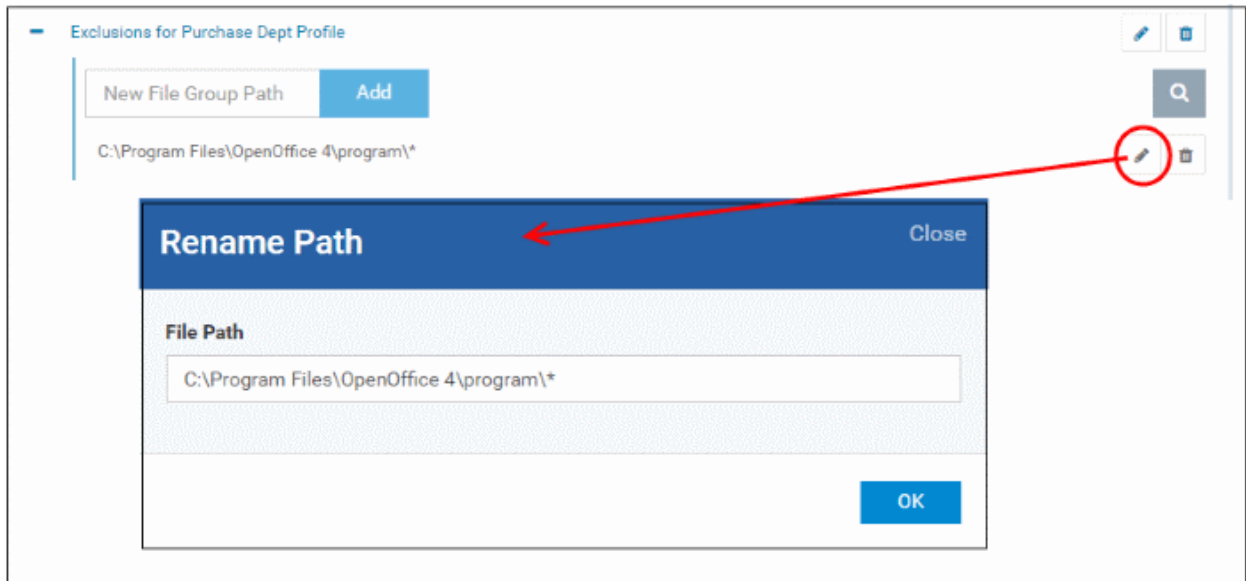 Exclusions for Purchase Dept Profile
New File Group Path Add
C:\Program Files\OpenOffice 4\program\*
Rename Path Close
File Path
C:\Program Files\OpenOffice 4\program\*
OK